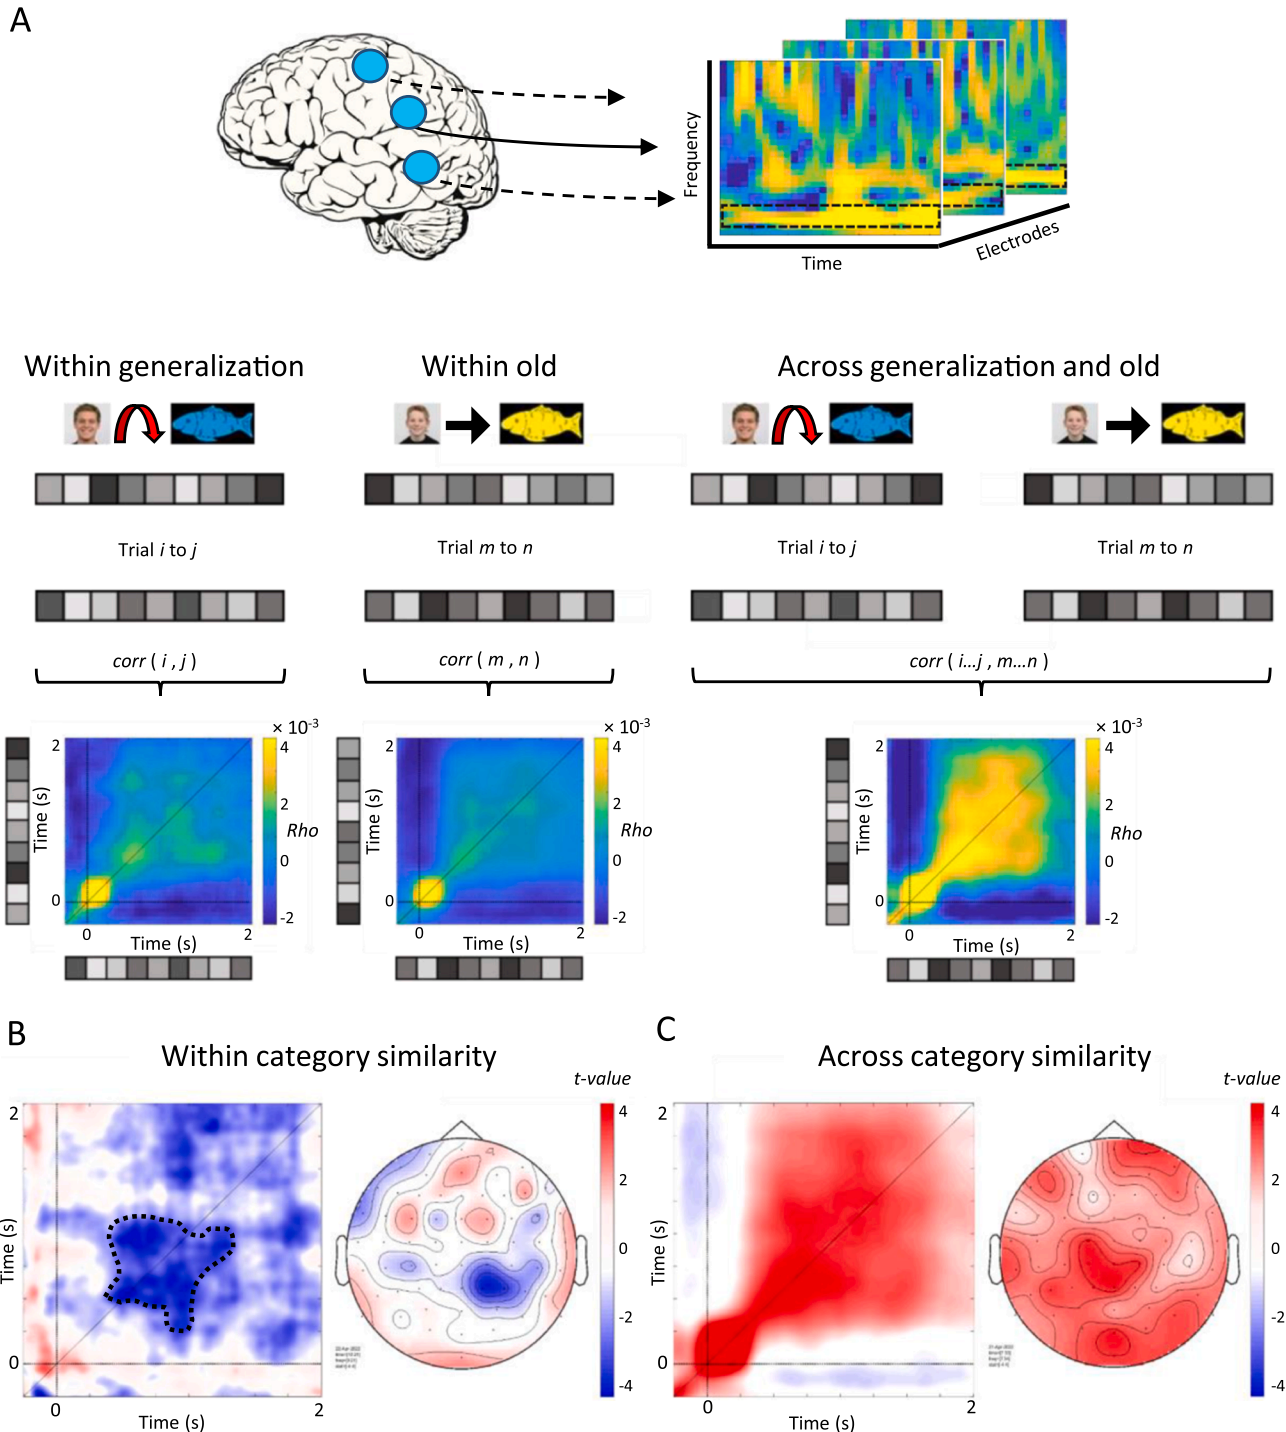 A
Frequency
Time
Electrodes
Within generalization
Within old
Across generalization and old
Trial i to j
Trial m to n
Trial i to j
Trial m to n
corr ( i , j )
corr ( m , n )
corr ( i...j , m...n )
× 10-3
× 10-3
× 10-3
2
4
2
0
-2
Rho
Time (s)
0
0
2
Time (s)
2
4
2
0
-2
Rho
Time (s)
0
0
2
Time (s)
2
4
2
0
-2
Rho
Time (s)
0
0
2
Time (s)
B
Within category similarity
t-value
2
Time (s)
0
0
2
Time (s)
4
2
0
-2
-4
C
Across category similarity
t-value
2
Time (s)
0
0
2
Time (s)
4
2
0
-2
-4